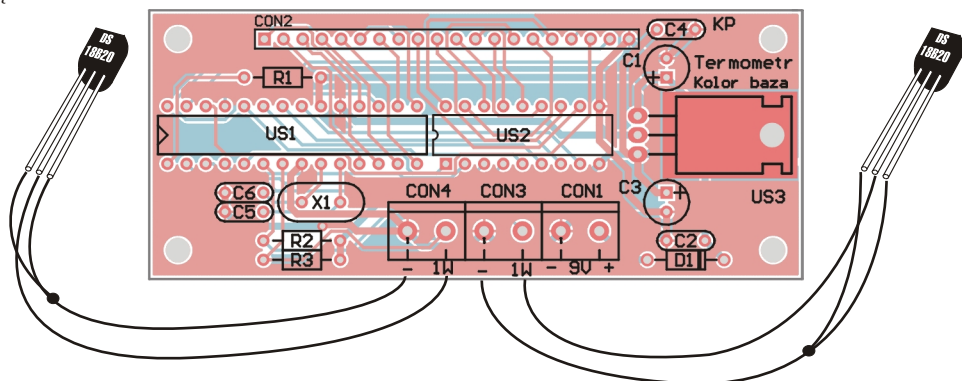 CON2
C4 KP
DS
18B20
DS
18B20
C1
+
Termometr
Kolor baza
R1
US1
US2
US3
C6
C5
X1
CON4 CON3 CON1
C3
+
R2
R3
C2
D1
- 1W - 1W - 9V +